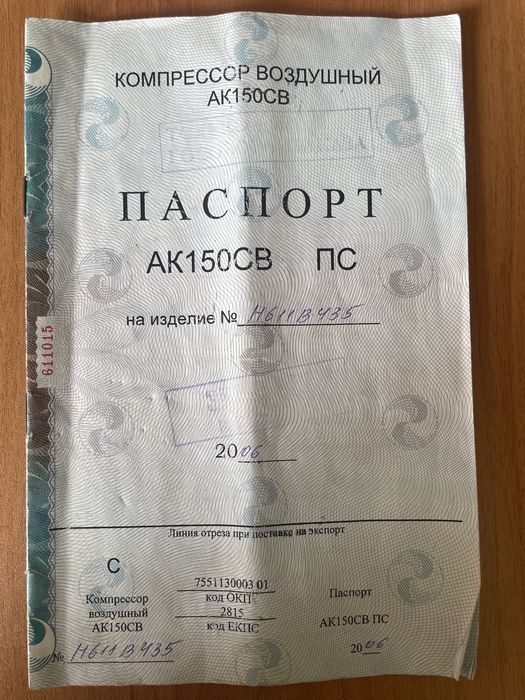 КОМПРЕССОР ВОЗДУШНЫЙ
АК150СВ
ПАСПОРТ
АК150СВ ПС
на изделие № Н611В435
611015
2006
Линия отреза при поставке на экспорт
С
Компрессор
воздушный
АК150СВ
№ Н611В435
7551130003 01
код ОКП
2815
код ЕКПС
Паспорт
АК150СВ ПС
2006